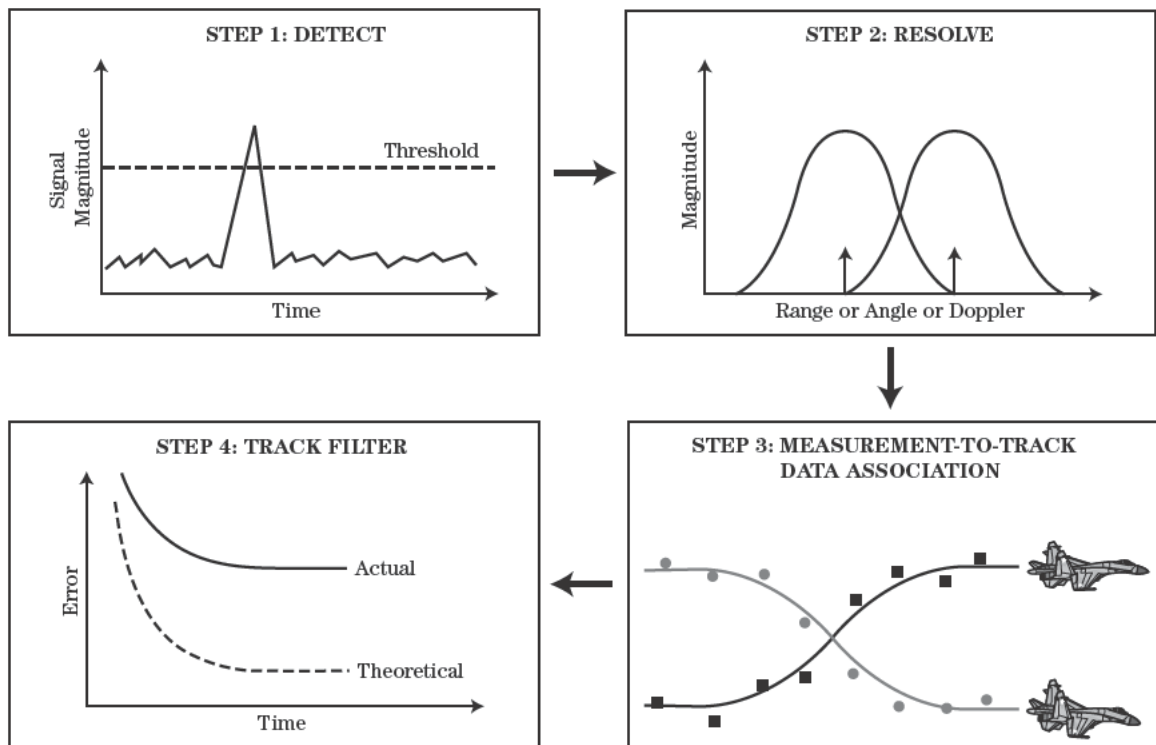 STEP 1: DETECT
Signal
Magnitude
Threshold
Time
STEP 2: RESOLVE
Magnitude
Range or Angle or Doppler
STEP 3: MEASUREMENT-TO-TRACK
DATA ASSOCIATION
STEP 4: TRACK FILTER
Error
Actual
Theoretical
Time